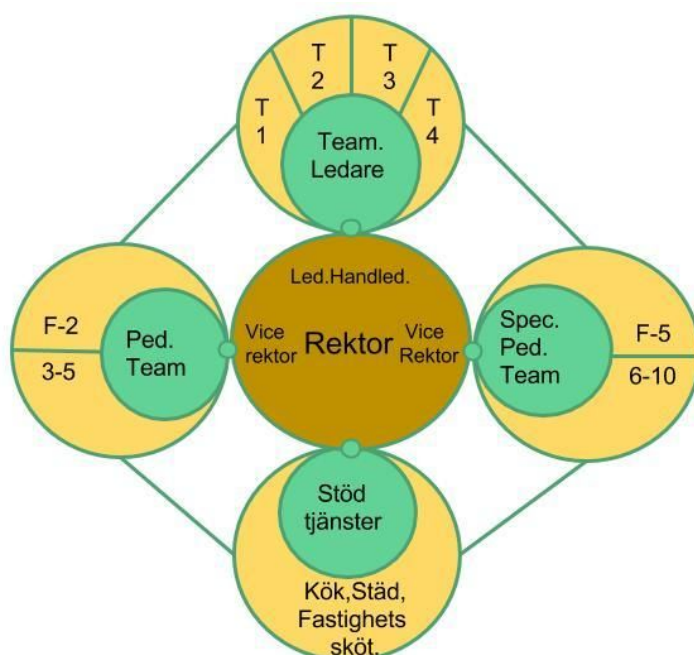 T
1
T
2
T
3
T
4
Team.
Ledare
Led.Handled.
Vice
rektor
Rektor
Vice
Rektor
F-2
3-5
Ped.
Team
Spec.
Ped.
Team
F-5
6-10
Stöd
tjänster
Kök,Städ,
Fastighets
sköt.